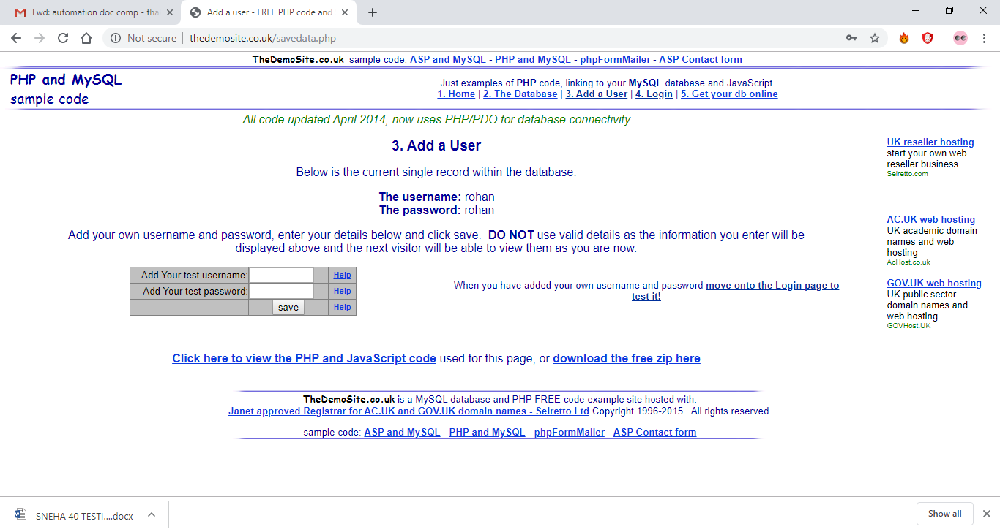 Fwd: automation doc comp - tha
Add a user - FREE PHP code and
Not secure | thedemosite.co.uk/savedata.php
TheDemoSite.co.uk sample code: ASP and MySQL - PHP and MySQL - phpFormMailer - ASP Contact form
PHP and MySQL
sample code
Just examples of PHP code, linking to your MySQL database and JavaScript.
1. Home | 2. The Database | 3. Add a User | 4. Login | 5. Get your db online
All code updated April 2014, now uses PHP/PDO for database connectivity
3. Add a User
Below is the current single record within the database:
The username: rohan
The password: rohan
Add your own username and password, enter your details below and click save. DO NOT use valid details as the information you enter will be
displayed above and the next visitor will be able to view them as you are now.
Add Your test username: Help
Add Your test password: Help
save Help
When you have added your own username and password move onto the Login page to
test it!
UK reseller hosting
start your own web
reseller business
Seiretto.com
AC.UK web hosting
UK academic domain
names and web
hosting
AcHost.co.uk
GOV.UK web hosting
UK public sector
domain names and
web hosting
GOVHost.UK
Click here to view the PHP and JavaScript code used for this page, or download the free zip here
TheDemoSite.co.uk is a MySQL database and PHP FREE code example site hosted with:
Janet approved Registrar for AC.UK and GOV.UK domain names - Seiretto Ltd Copyright 1996-2015. All rights reserved.
sample code: ASP and MySQL - PHP and MySQL - phpFormMailer - ASP Contact form
SNEHA 40 TESTI....docx
Show all